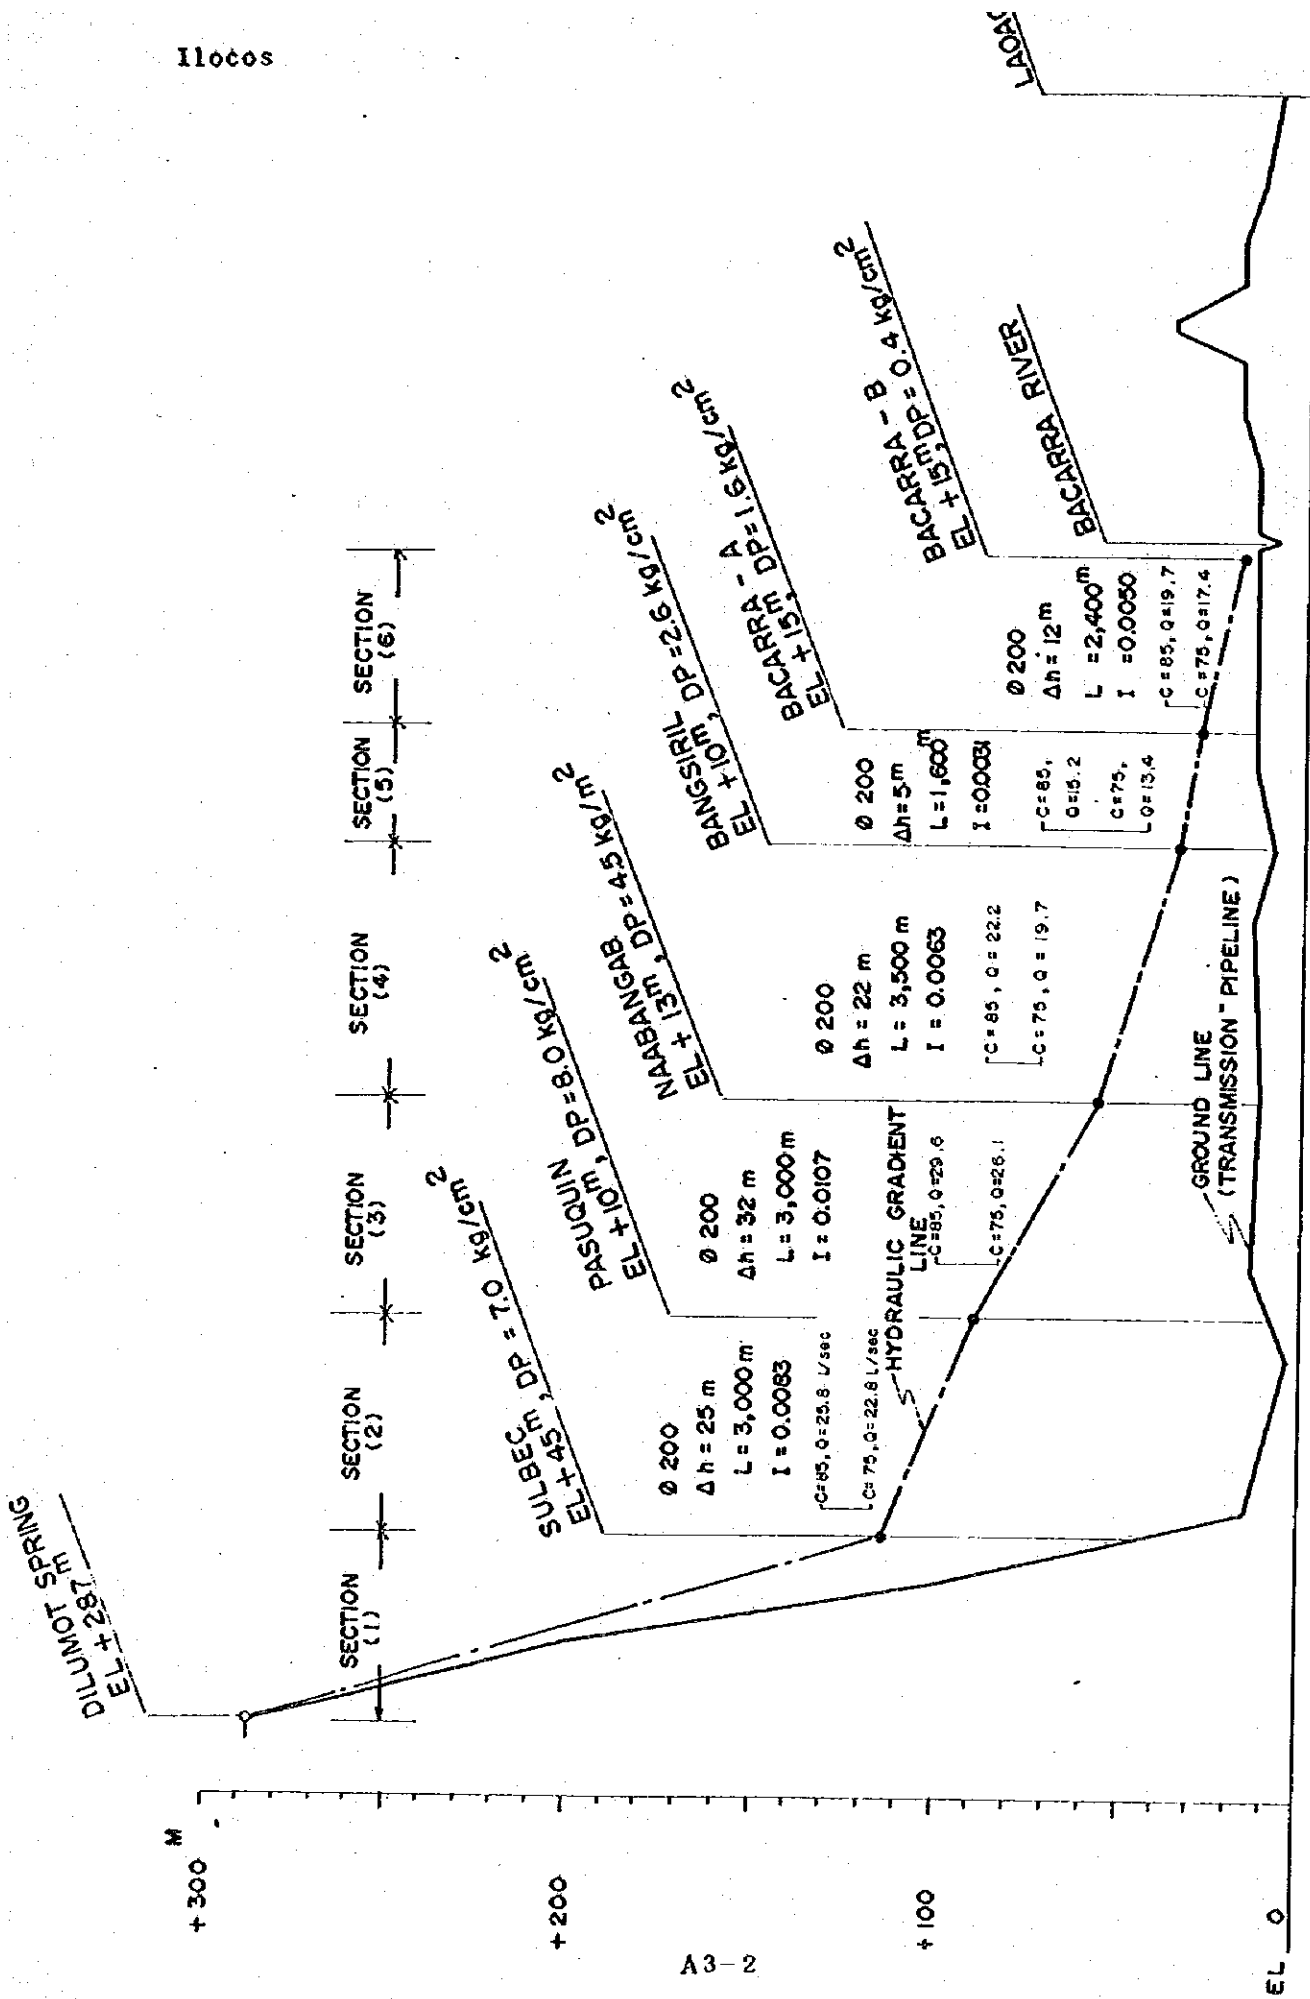 Ilocos
DILUMOT SPRING
EL + 287 m
SECTION
(1)
SECTION
(2)
SECTION
(3)
SECTION
(4)
SECTION
(5)
SECTION
(6)
SULBEC
EL + 45 m, DP = 7.0 kg/cm2
PASUQUIN
EL + 10 m, DP = 8.0 kg/cm2
NAABANGAB
EL + 13 m, DP = 4.5 kg/m2
BANGSIRIL
EL + 10 m, DP = 2.6 kg/cm2
BACARRA - A
EL + 15 m, DP = 1.6 kg/cm2
BACARRA - B
EL + 15 m DP = 0.4 kg/cm2
BACARRA RIVER
LAOAG
Ø 200
Δh = 25 m
L = 3,000 m
I = 0.0083
C = 85, Q = 25.8 L/sec
C = 75, Q = 22.8 L/sec
Ø 200
Δh = 32 m
L = 3,000 m
I = 0.0107
C = 85, Q = 29.6
C = 75, Q = 26.1
Ø 200
Δh = 22 m
L = 3,500 m
I = 0.0063
C = 85, Q = 22.2
C = 75, Q = 19.7
Ø 200
Δh = 5 m
L = 1,600 m
I = 0.0031
C = 85,
Q = 15.2
C = 75,
Q = 13.4
Ø 200
Δh = 12 m
L = 2,400 m
I = 0.0050
C = 85, Q = 19.7
C = 75, Q = 17.4
HYDRAULIC GRADIENT
LINE
GROUND LINE
(TRANSMISSION PIPELINE)
+300 M
+200
+100
EL 0
A3-2